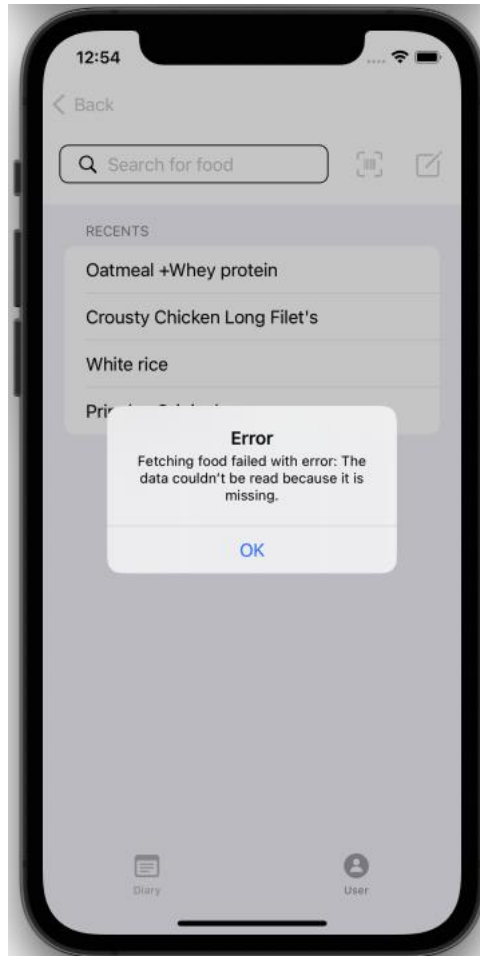 12:54
Back
Search for food
RECENTS
Oatmeal +Whey protein
Crousty Chicken Long Filet's
White rice
Error
Fetching food failed with error: The
data couldn't be read because it is
missing.
OK
Diary
User